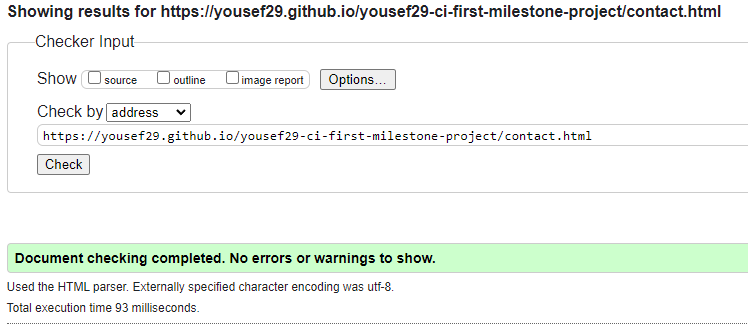 Showing results for https://yousef29.github.io/yousef29-ci-first-milestone-project/contact.html
Checker Input
Show source outline image report Options...
Check by address
https://yousef29.github.io/yousef29-ci-first-milestone-project/contact.html
Check
Document checking completed. No errors or warnings to show.
Used the HTML parser. Externally specified character encoding was utf-8.
Total execution time 93 milliseconds.